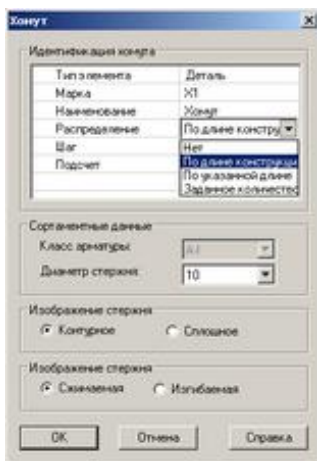 Хомут
Идентификация хомута
Тип элемента Деталь
Марка Х1
Наименование Хомут
Распределение По длине констру
Шаг Нет
Подсчет По длине конструкци
По указанной длине
Заданное количество
Сортаментные данные
Класс арматуры: АI
Диаметр стержня: 10
Изображение стержня
Контурное Сплошное
Изображение стержня
Сжимаемая Изгибаемая
ОК Отмена Справка